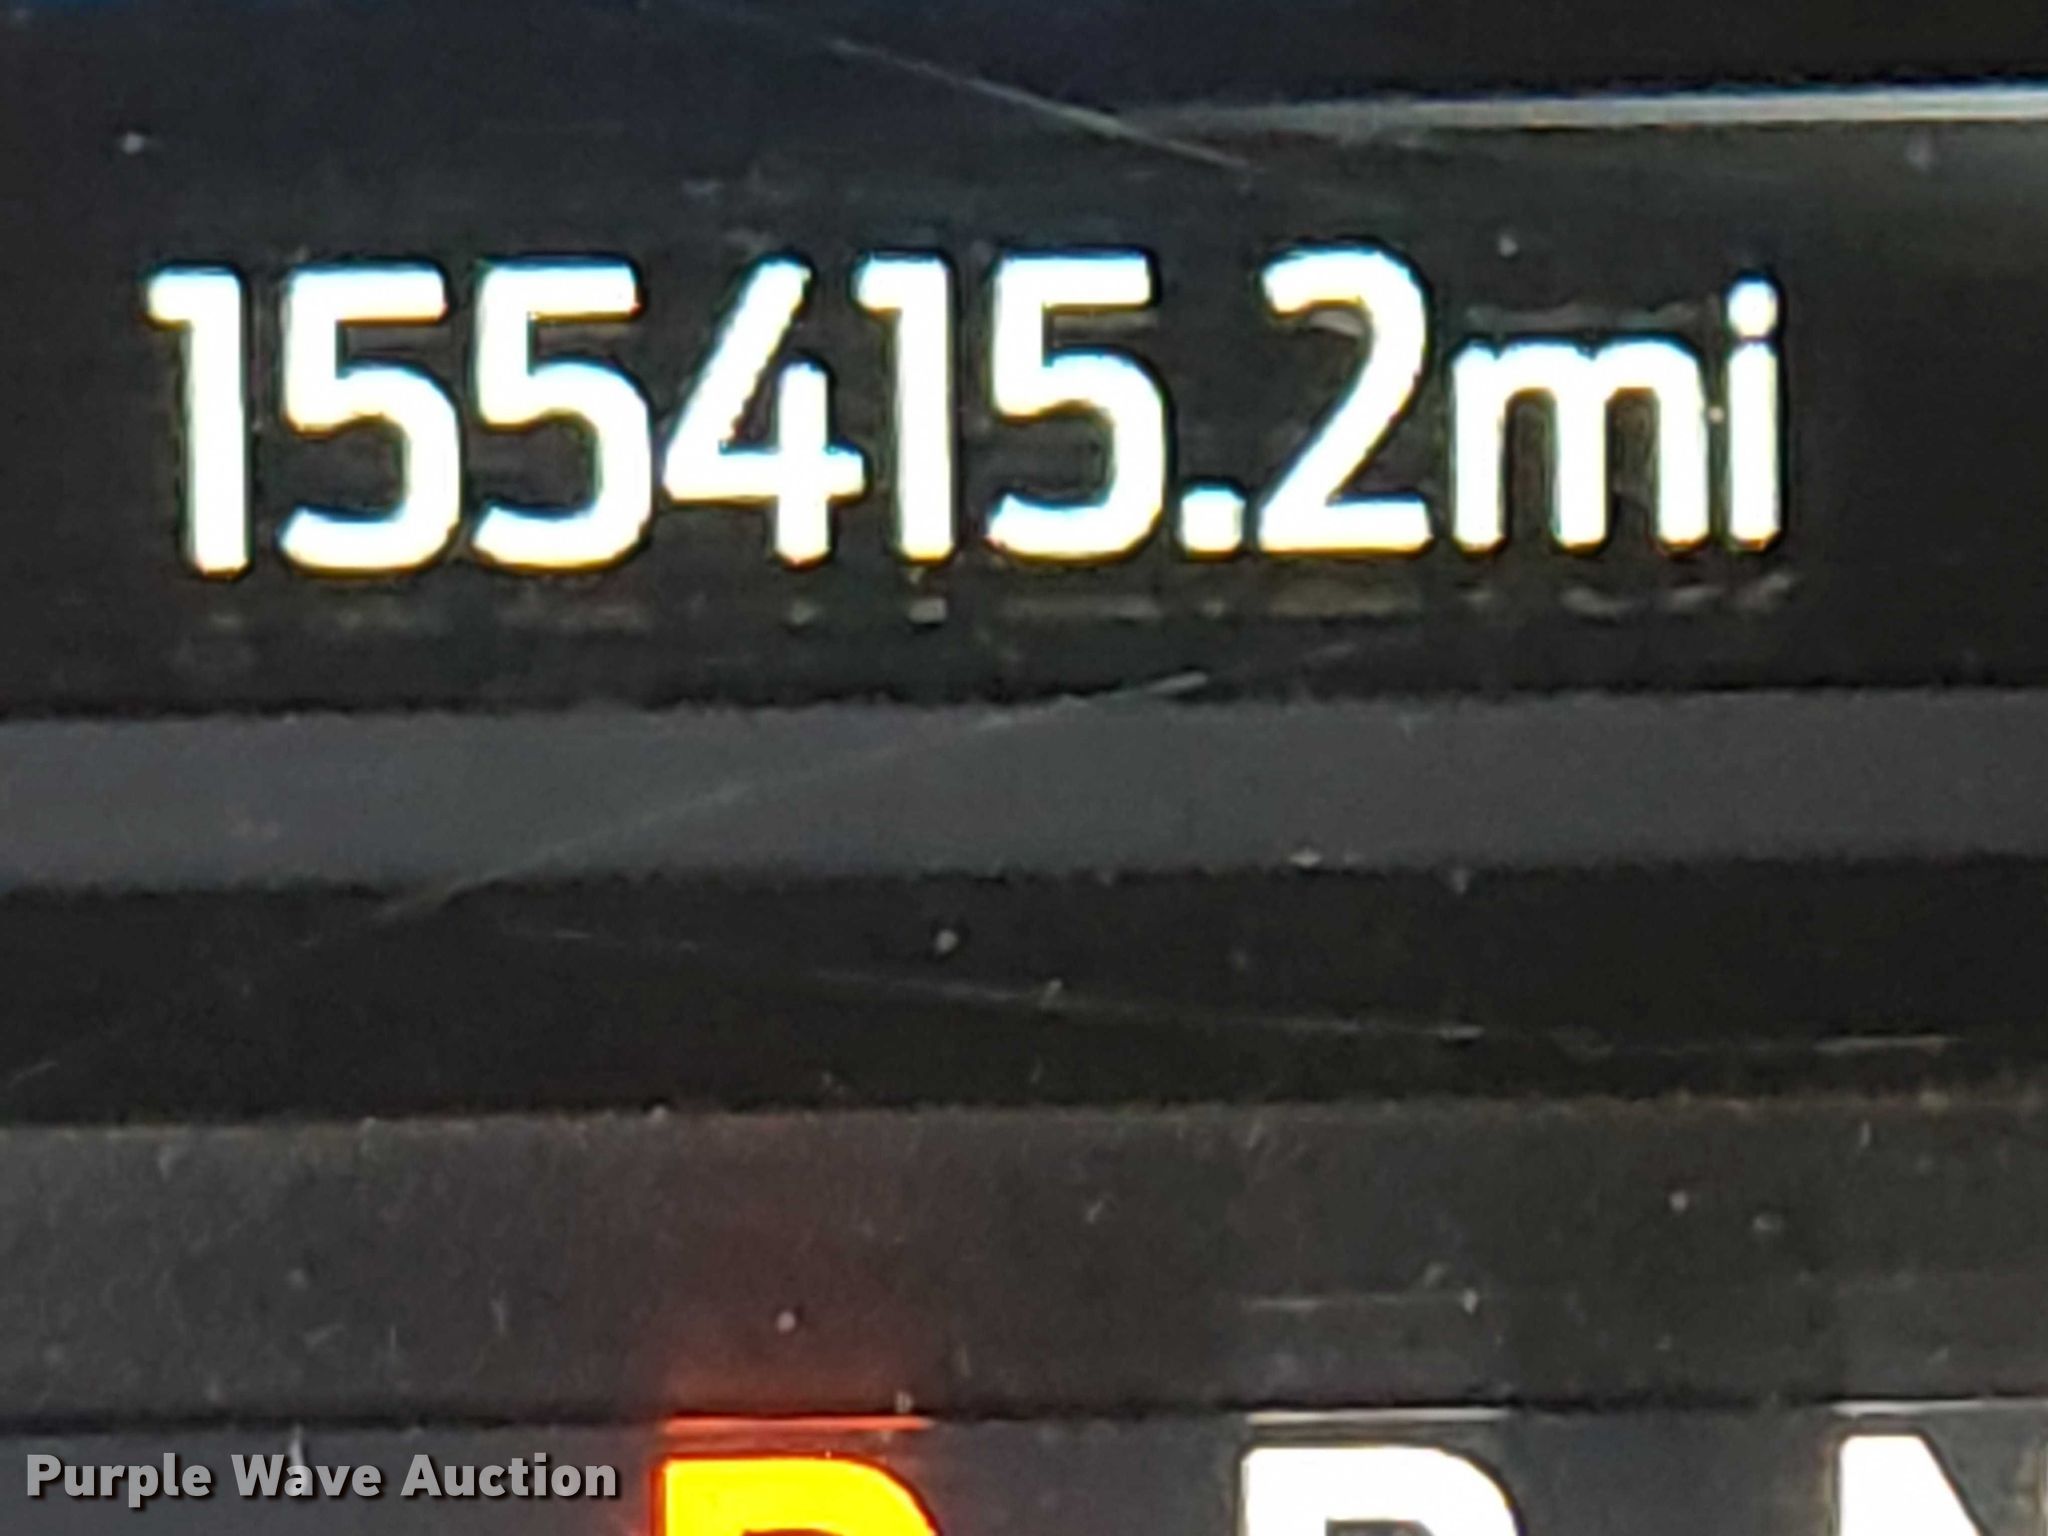 155415.2mi
P R N
Purple Wave Auction